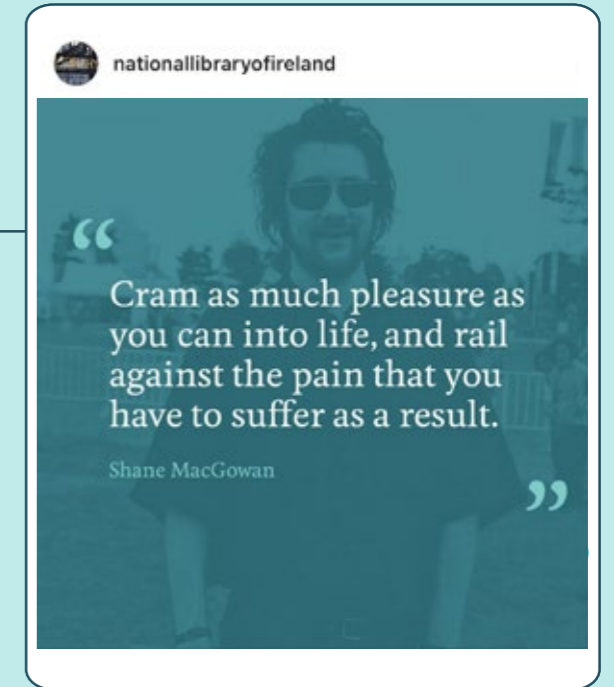 nationallibraryofireland
“
Cram as much pleasure as
you can into life, and rail
against the pain that you
have to suffer as a result.
Shane MacGowan
”